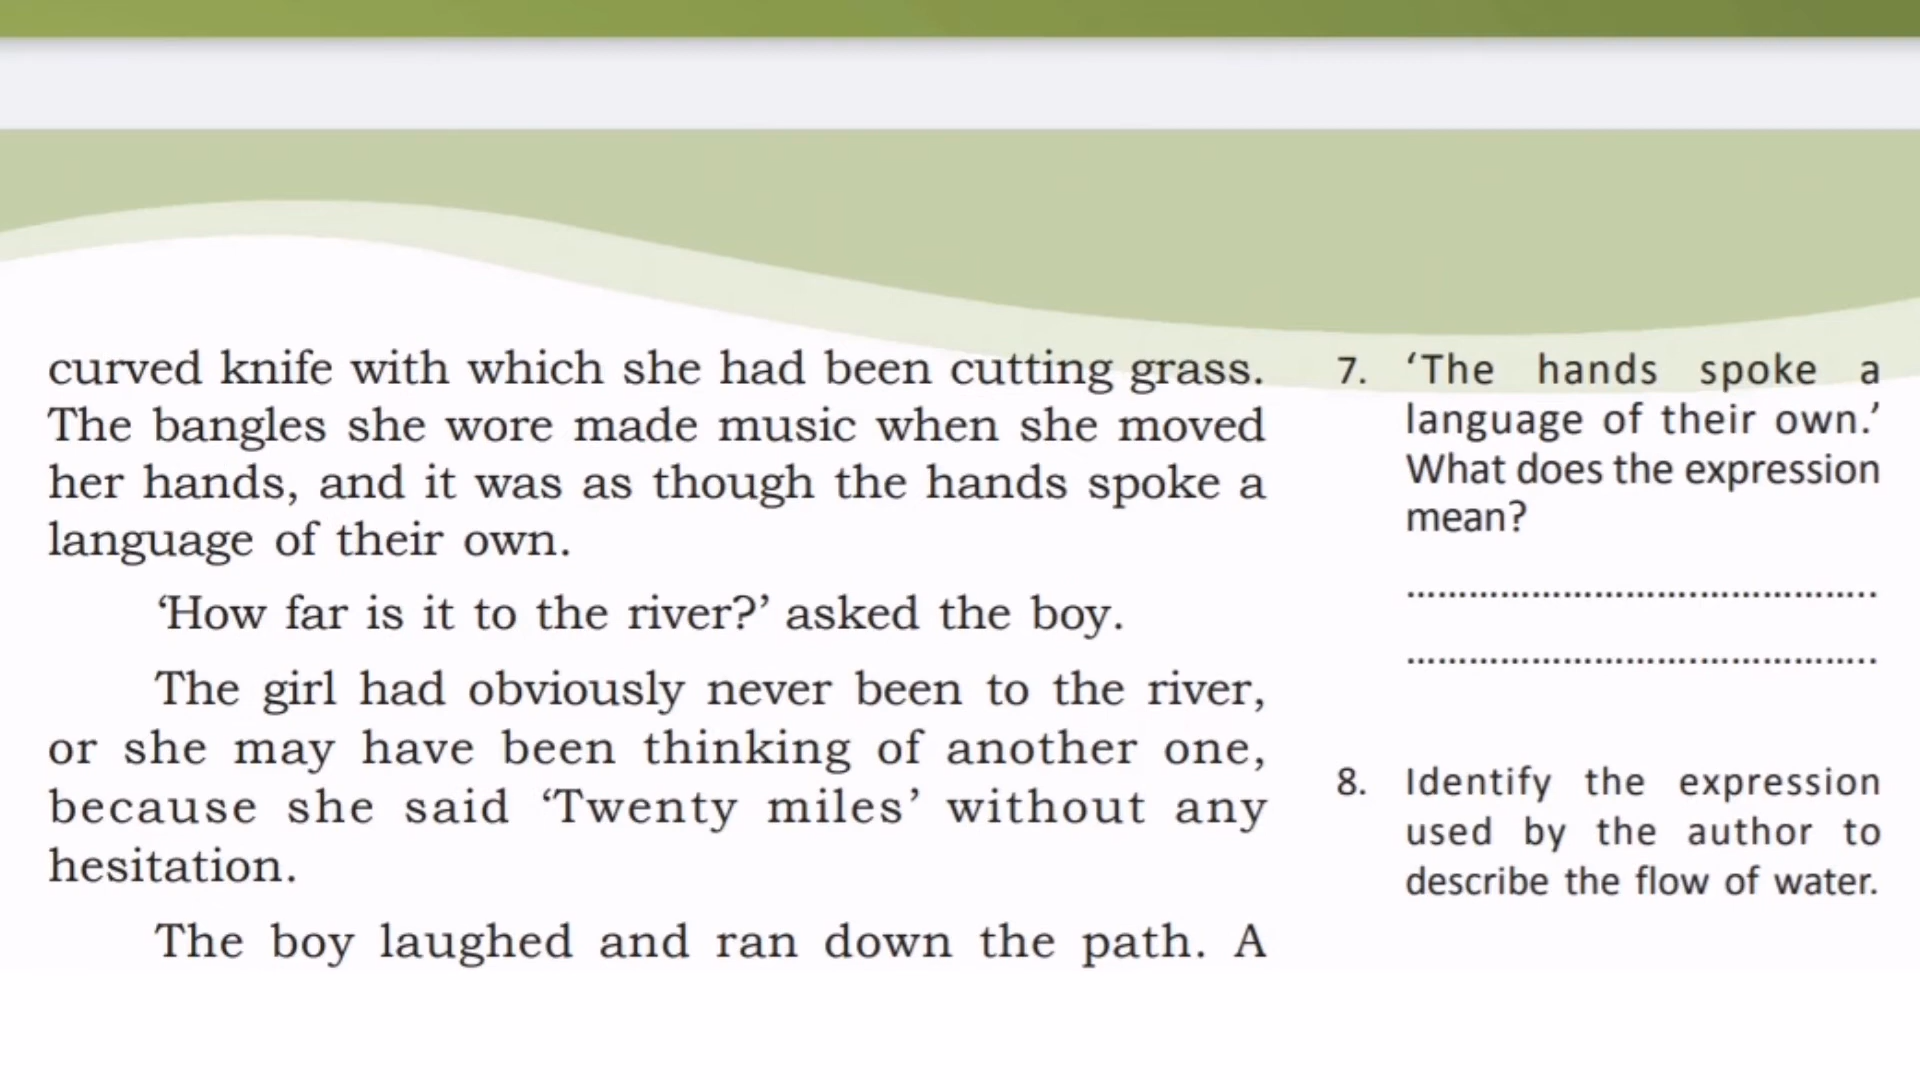 curved knife with which she had been cutting grass.
The bangles she wore made music when she moved
her hands, and it was as though the hands spoke a
language of their own.
‘How far is it to the river?’ asked the boy.
The girl had obviously never been to the river,
or she may have been thinking of another one,
because she said ‘Twenty miles’ without any
hesitation.
The boy laughed and ran down the path. A
7. ‘The hands spoke a
language of their own.’
What does the expression
mean?
................................................
................................................
8. Identify the expression
used by the author to
describe the flow of water.